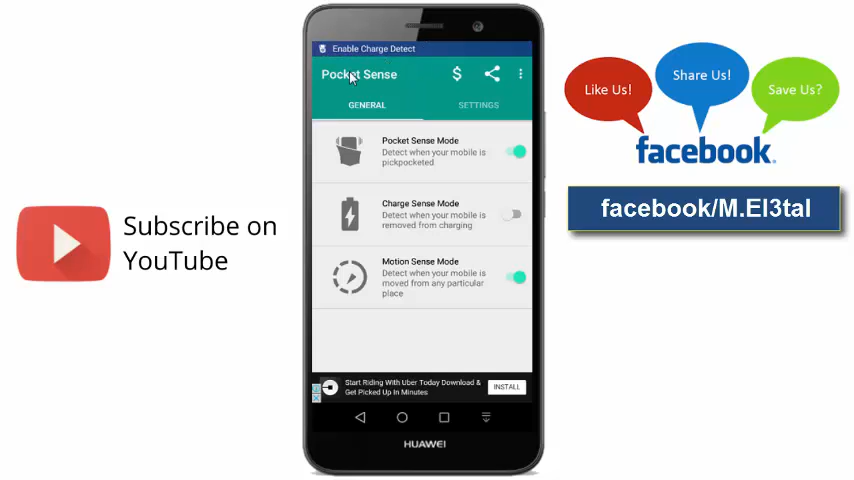 Enable Charge Detect
Pocket Sense
$
GENERAL
SETTINGS
Pocket Sense Mode
Detect when your mobile is
pickpocketed
Charge Sense Mode
Detect when your mobile is
removed from charging
Motion Sense Mode
Detect when your mobile is
moved from any particular
place
Start Riding With Uber Today Download &
Get Picked Up In Minutes
INSTALL
HUAWEI
Subscribe on
YouTube
Like Us!
Share Us!
Save Us?
facebook.
facebook/M.El3tal